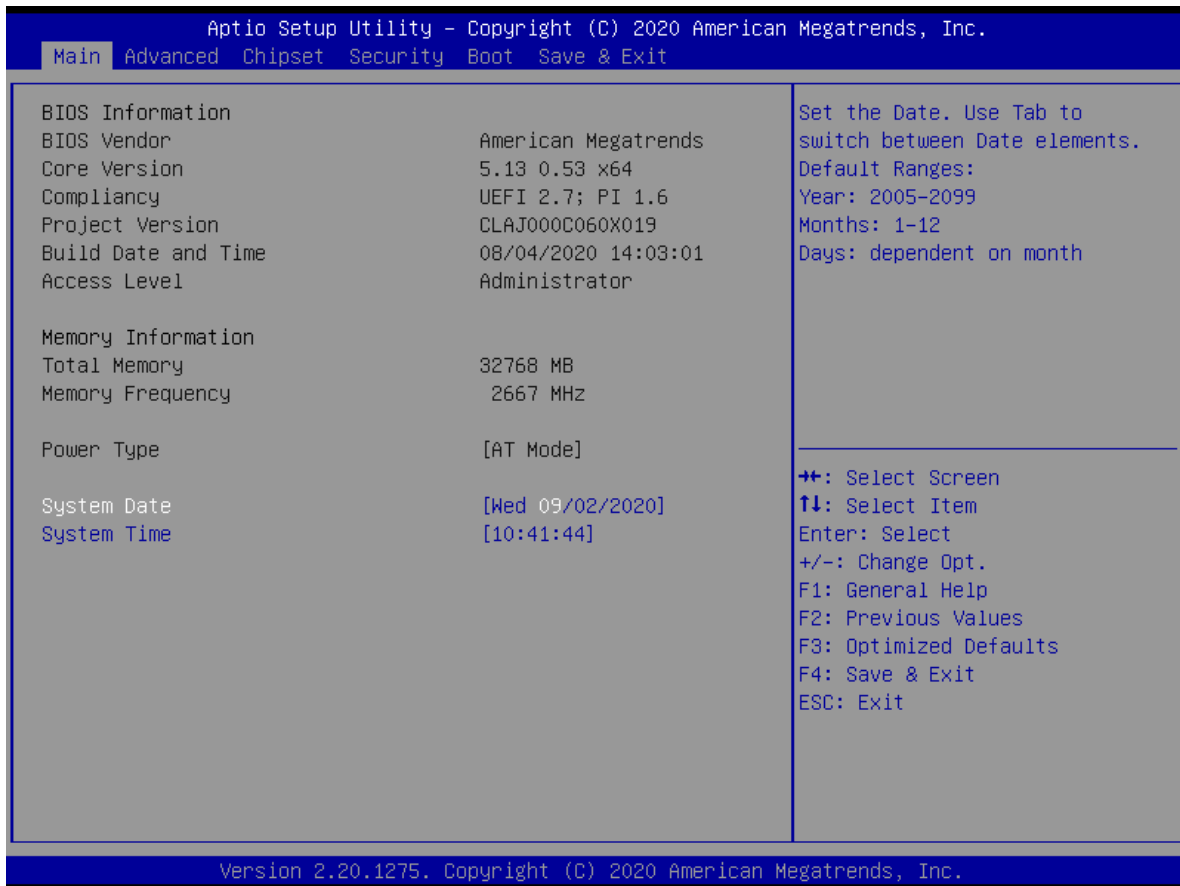 Aptio Setup Utility – Copyright (C) 2020 American Megatrends, Inc.
Main Advanced Chipset Security Boot Save & Exit
BIOS Information
BIOS Vendor American Megatrends
Core Version 5.13 0.53 x64
Compliancy UEFI 2.7; PI 1.6
Project Version CLAJ000C060X019
Build Date and Time 08/04/2020 14:03:01
Access Level Administrator
Memory Information
Total Memory 32768 MB
Memory Frequency 2667 MHz
Power Type [AT Mode]
System Date [Wed 09/02/2020]
System Time [10:41:44]
Set the Date. Use Tab to
switch between Date elements.
Default Ranges:
Year: 2005-2099
Months: 1-12
Days: dependent on month
→←: Select Screen
↑↓: Select Item
Enter: Select
+/-: Change Opt.
F1: General Help
F2: Previous Values
F3: Optimized Defaults
F4: Save & Exit
ESC: Exit
Version 2.20.1275. Copyright (C) 2020 American Megatrends, Inc.